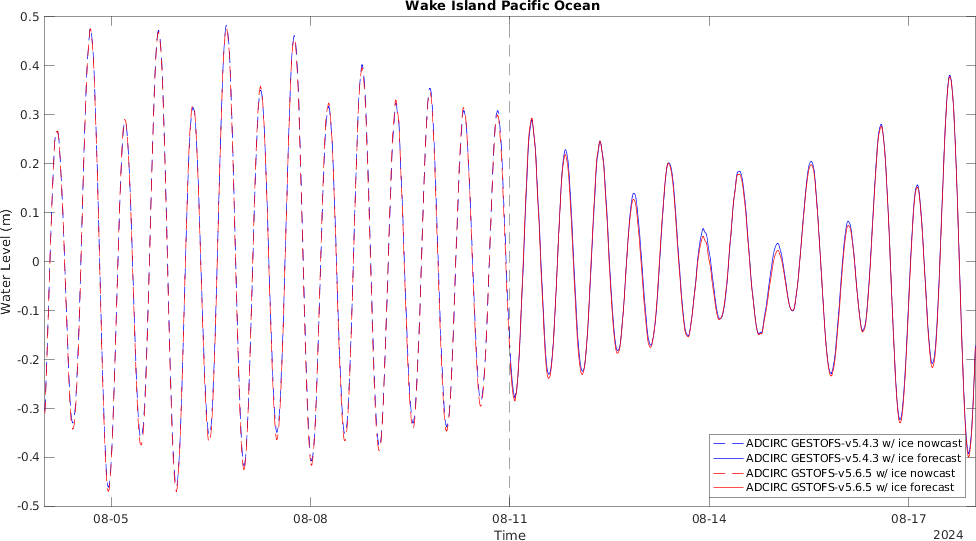 Wake Island Pacific Ocean
0.5
0.4
0.3
0.2
0.1
0
-0.1
-0.2
-0.3
-0.4
-0.5
Water Level (m)
ADCIRC GESTOFS-v5.4.3 w/ ice nowcast
ADCIRC GESTOFS-v5.4.3 w/ ice forecast
ADCIRC GSTOFS-v5.6.5 w/ ice nowcast
ADCIRC GSTOFS-v5.6.5 w/ ice forecast
08-05 08-08 08-11 08-14 08-17
Time
2024